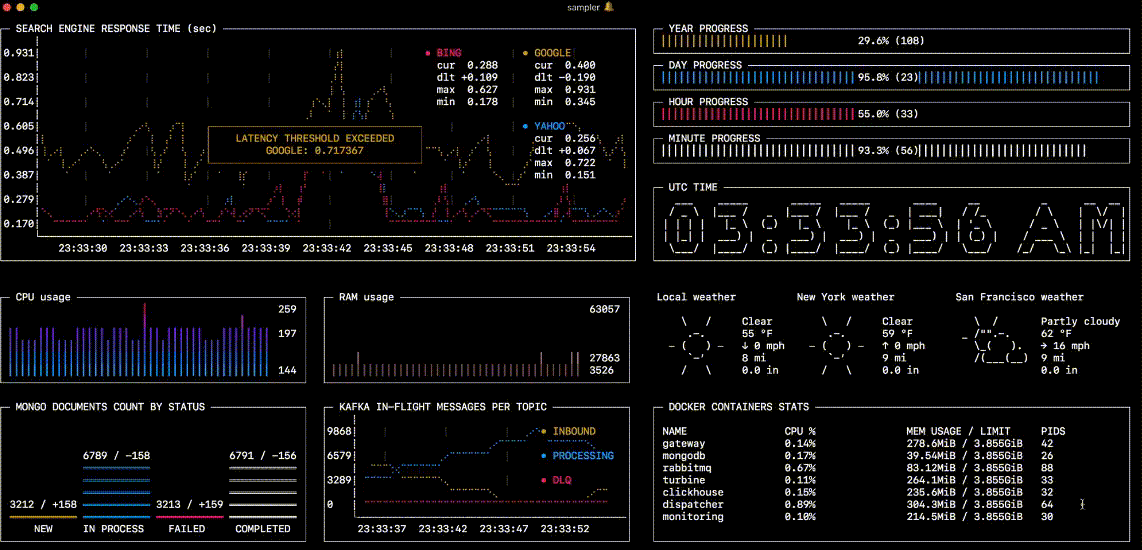 sampler
SEARCH ENGINE RESPONSE TIME (sec)
0.931
0.823
0.714
0.605
0.496
0.387
0.279
0.170
BING
cur 0.288
dlt +0.109
max 0.627
min 0.178
GOOGLE
cur 0.400
dlt -0.190
max 0.931
min 0.345
YAHOO
cur 0.256
dlt +0.067
max 0.722
min 0.151
LATENCY THRESHOLD EXCEEDED
GOOGLE: 0.717367
23:33:30 23:33:33 23:33:36 23:33:39 23:33:42 23:33:45 23:33:48 23:33:51 23:33:54
YEAR PROGRESS
29.6% (108)
DAY PROGRESS
95.8% (23)
HOUR PROGRESS
55.0% (33)
MINUTE PROGRESS
93.3% (56)
UTC TIME
03:33:56 AM
CPU usage
259
197
144
RAM usage
63057
27863
3526
Local weather
Clear
55 °F
↓ 0 mph
8 mi
0.0 in
New York weather
Clear
59 °F
↑ 0 mph
9 mi
0.0 in
San Francisco weather
Partly cloudy
62 °F
→ 16 mph
9 mi
0.0 in
MONGO DOCUMENTS COUNT BY STATUS
3212 / +158
NEW
6789 / -158
IN PROCESS
3213 / +159
FAILED
6791 / -156
COMPLETED
KAFKA IN-FLIGHT MESSAGES PER TOPIC
9868
6579
3289
0
INBOUND
PROCESSING
DLQ
23:33:37 23:33:42 23:33:47 23:33:52
DOCKER CONTAINERS STATS
NAME CPU % MEM USAGE / LIMIT PIDS
gateway 0.14% 278.6MiB / 3.855GiB 42
mongodb 0.17% 39.54MiB / 3.855GiB 26
rabbitmq 0.67% 83.12MiB / 3.855GiB 88
turbine 0.11% 264.1MiB / 3.855GiB 33
clickhouse 0.15% 235.6MiB / 3.855GiB 32
dispatcher 0.89% 304.3MiB / 3.855GiB 64
monitoring 0.10% 214.5MiB / 3.855GiB 30